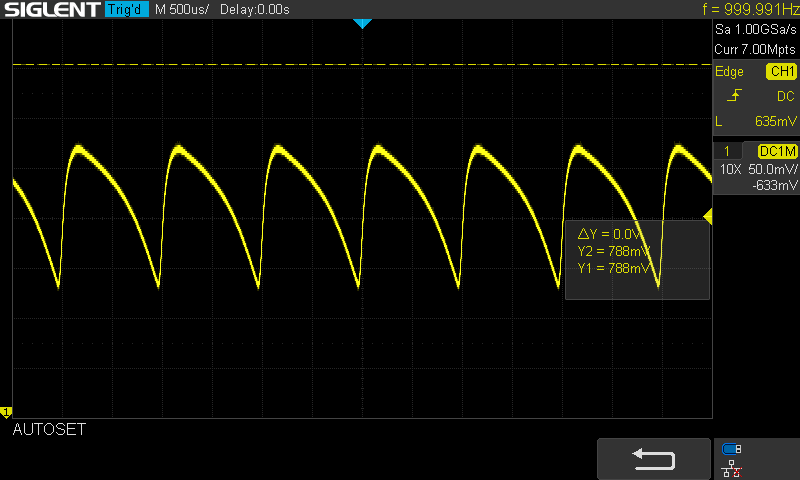 SIGLENT Trig'd M 500us/ Delay:0.00s f = 999.991Hz
Sa 1.00GSa/s
Curr 7.00Mpts
Edge CH1
DC
L 635mV
1 DC1M
10X 50.0mV/
-633mV
△Y = 0.0V
Y2 = 788mV
Y1 = 788mV
1
AUTOSET